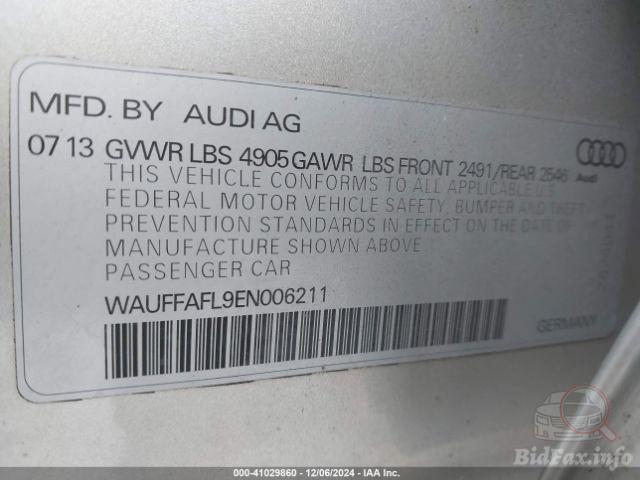 MFD. BY AUDI AG
07 13 GVWR LBS 4905 GAWR LBS FRONT 2491/REAR 2546
THIS VEHICLE CONFORMS TO ALL APPLICABLE U.S.
FEDERAL MOTOR VEHICLE SAFETY, BUMPER AND THEFT
PREVENTION STANDARDS IN EFFECT ON THE DATE OF
MANUFACTURE SHOWN ABOVE
PASSENGER CAR
WAUFFAFL9EN006211
Audi
GERMANY
000-41029860 - 12/06/2024 - IAA Inc.
BidFax.info